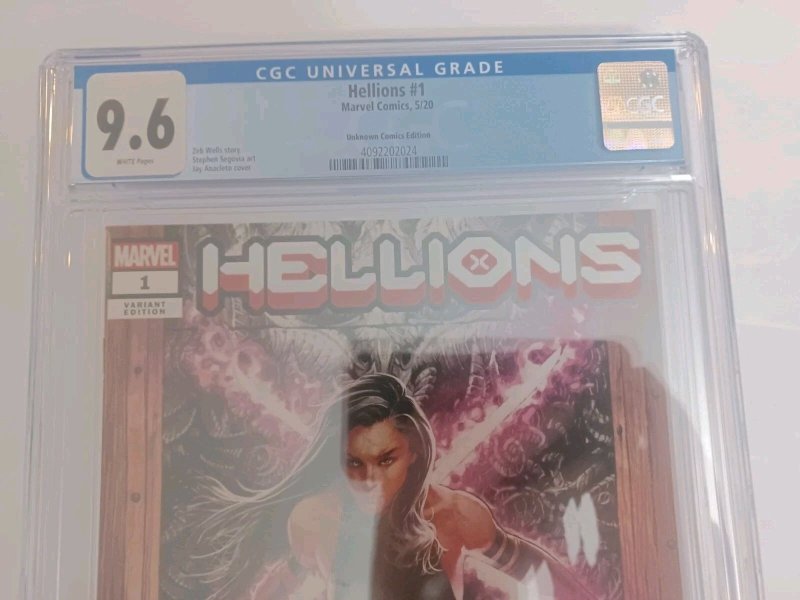 CGC UNIVERSAL GRADE
9.6
WHITE Pages
Hellions #1
Marvel Comics, 5/20
Unknown Comics Edition
4092202024
Zeb Wells story
Stephen Segovia art
Jay Anacleto cover
CGC
MARVEL
1
VARIANT
EDITION
HELLIONS